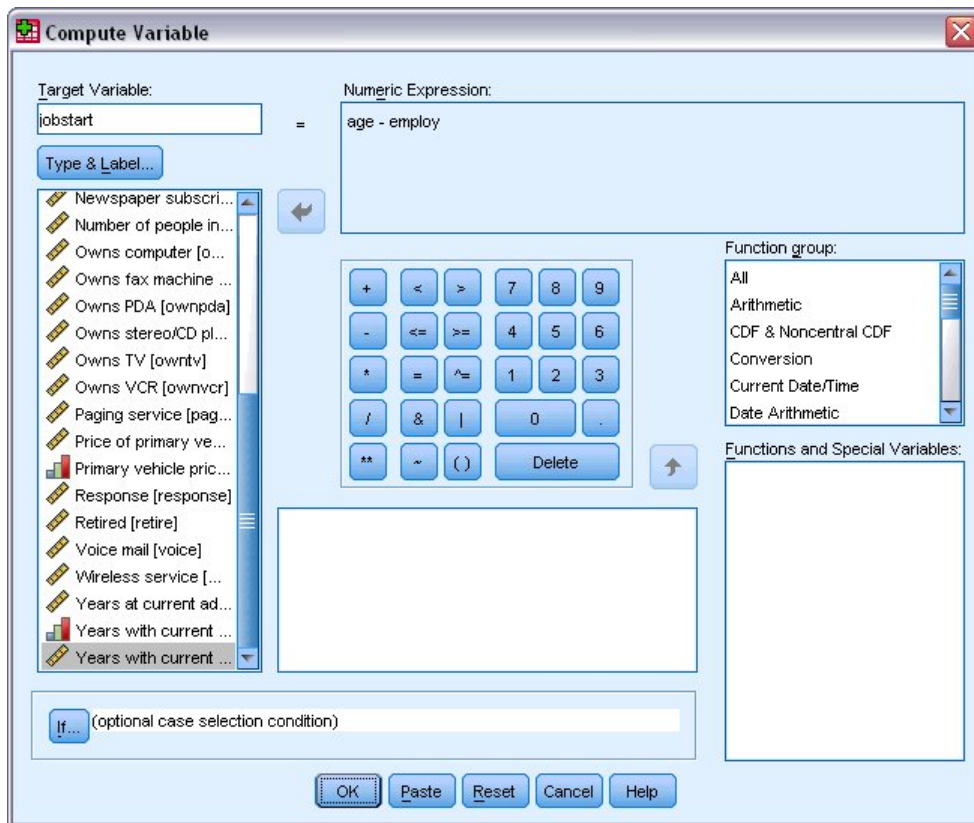 Compute Variable
Target Variable:
jobstart
=
Numeric Expression:
age - employ
Type & Label...
Newspaper subscri...
Number of people in...
Owns computer [o...
Owns fax machine ...
Owns PDA [ownpda]
Owns stereo/CD pl...
Owns TV [owntv]
Owns VCR [ownvcr]
Paging service [pag...
Price of primary ve...
Primary vehicle pric...
Response [response]
Retired [retire]
Voice mail [voice]
Wireless service [...
Years at current ad...
Years with current ...
Years with current ...
+ < > 7 8 9
- <= >= 4 5 6
* = ~= 1 2 3
/ & | 0 .
** ~ ( ) Delete
Function group:
All
Arithmetic
CDF & Noncentral CDF
Conversion
Current Date/Time
Date Arithmetic
Functions and Special Variables:
If... (optional case selection condition)
OK Paste Reset Cancel Help